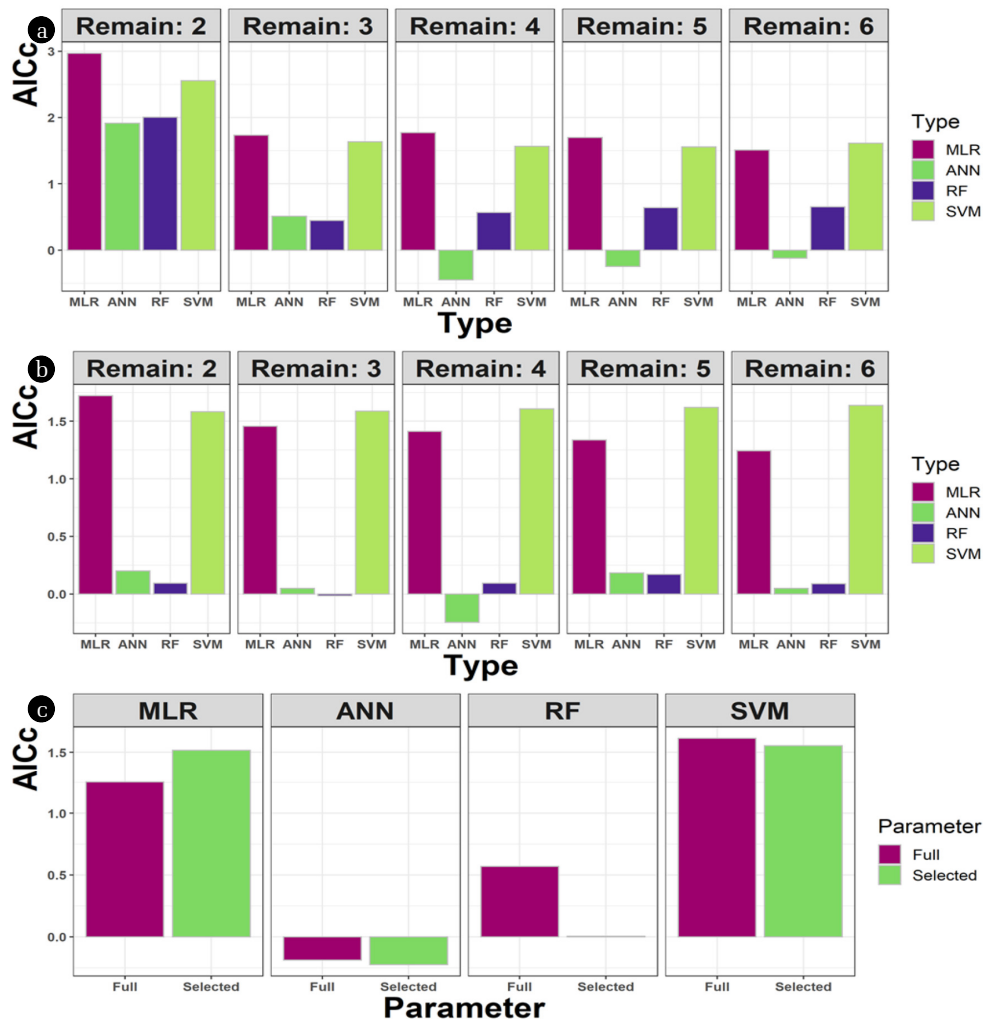 a
Remain: 2 Remain: 3 Remain: 4 Remain: 5 Remain: 6
AICc
3
2
1
0
MLR ANN RF SVM MLR ANN RF SVM MLR ANN RF SVM MLR ANN RF SVM MLR ANN RF SVM
Type
Type
MLR
ANN
RF
SVM
b
Remain: 2 Remain: 3 Remain: 4 Remain: 5 Remain: 6
AICc
1.5
1.0
0.5
0.0
MLR ANN RF SVM MLR ANN RF SVM MLR ANN RF SVM MLR ANN RF SVM MLR ANN RF SVM
Type
Type
MLR
ANN
RF
SVM
c
MLR ANN RF SVM
AICc
1.5
1.0
0.5
0.0
Full Selected Full Selected Full Selected Full Selected
Parameter
Parameter
Full
Selected